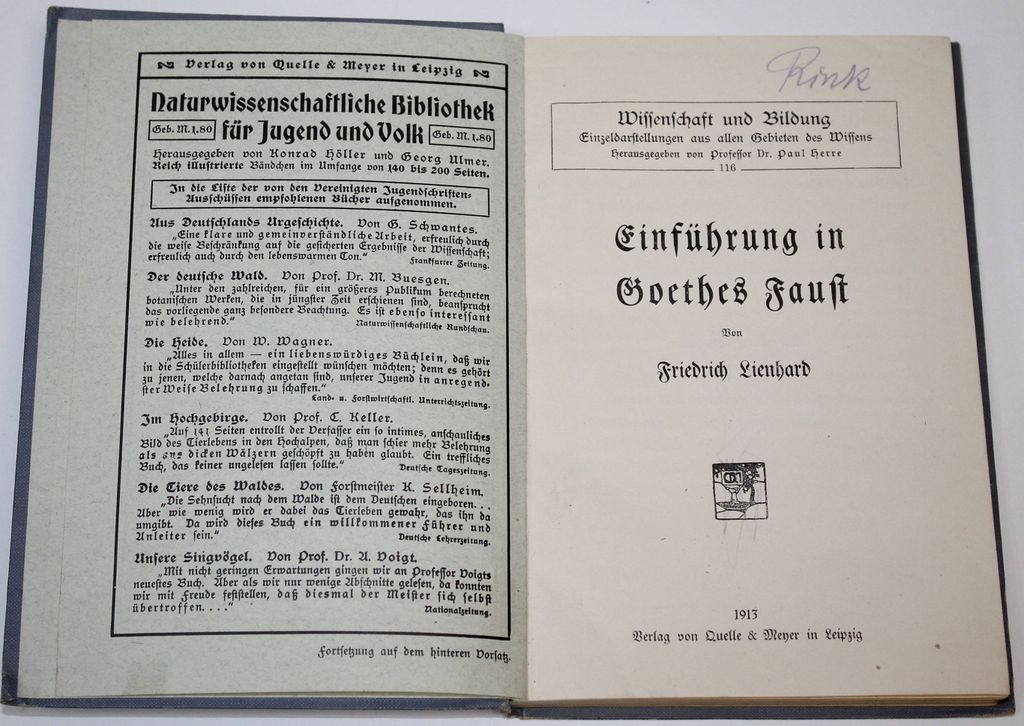 Verlag von Quelle & Meyer in Leipzig
Naturwissenschaftliche Bibliothek
Geb. M. 1.80 für Jugend und Volk Geb. M. 1.80
Herausgegeben von Konrad Höller und Georg Ulmer.
Reich illustrierte Bändchen im Umfange von 140 bis 200 Seiten.
In die Liste der von den Vereinigten Jugendschriften-
Ausschüssen empfohlenen Bücher aufgenommen.
Aus Deutschlands Urgeschichte. Von G. Schwantes.
„Eine klare und gemeinverständliche Arbeit, erfreulich durch
die weise Beschränkung auf die gesicherten Ergebnisse der Wissenschaft;
erfreulich auch durch den lebenswarmen Ton.“
Frankfurter Zeitung.
Der deutsche Wald. Von Prof. Dr. M. Buesgen.
„Unter den zahlreichen, für ein größeres Publikum berechneten
botanischen Werken, die in jüngster Zeit erschienen sind, beansprucht
das vorliegende ganz besondere Beachtung. Es ist ebenso interessant
wie belehrend.“
Naturwissenschaftliche Rundschau.
Die Heide. Von W. Wagner.
„Alles in allem — ein liebenswürdiges Büchlein, daß wir
in die Schülerbibliotheken eingestellt wünschen möchten; denn es gehört
zu jenen, welche darnach angetan sind, unserer Jugend in anregend-
ster Weise Belehrung zu schaffen.“
Land- u. Forstwirtschaftl. Unterrichtszeitung.
Im Hochgebirge. Von Prof. C. Keller.
„Auf 141 Seiten entrollt der Verfasser ein so intimes, anschauliches
Bild des Tierlebens in den Hochalpen, daß man schier mehr Belehrung
als aus dicken Wälzern geschöpft zu haben glaubt. Ein treffliches
Buch, das keiner ungelesen lassen sollte.“
Deutsche Tageszeitung.
Die Tiere des Waldes. Von Forstmeister K. Sellheim.
„Die Sehnsucht nach dem Walde ist dem Deutschen eingeboren...
Aber wie wenig wird er dabei das Tierleben gewahr, das ihn da
umgibt. Da wird dieses Buch ein willkommener Führer und
Anleiter sein.“
Deutsche Lehrerzeitung.
Unsere Singvögel. Von Prof. Dr. A. Voigt.
„Mit nicht geringen Erwartungen gingen wir an Professor Voigts
neuestes Buch. Aber als wir nur wenige Abschnitte gelesen, da konnten
wir mit Freude feststellen, daß diesmal der Meister sich selbst
übertroffen....“
Nationalzeitung.
Fortsetzung auf dem hinteren Vorsatz.
Rink
Wissenschaft und Bildung
Einzeldarstellungen aus allen Gebieten des Wissens
Herausgegeben von Professor Dr. Paul Herre
116
Einführung in
Goethes Faust
Von
Friedrich Lienhard
1913
Verlag von Quelle & Meyer in Leipzig